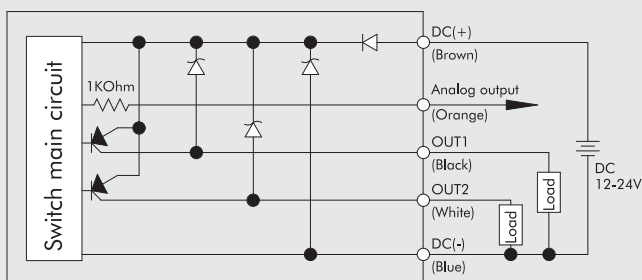 Switch main circuit
1KOhm
DC(+)
(Brown)
Analog output
(Orange)
OUT1
(Black)
OUT2
(White)
DC(-)
(Blue)
Load
Load
DC
12-24V